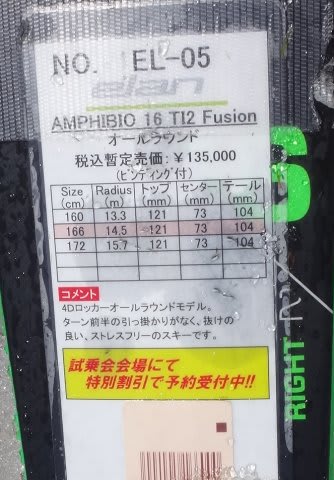 NO. EL-05
elan
AMPHIBIO 16 TI2 Fusion
オールラウンド
税込暫定売価：￥135,000
(ビンディング付)
Size (cm) Radius (m) トップ (mm) センター (mm) テール (mm)
160 13.3 121 73 104
166 14.5 121 73 104
172 15.7 121 73 104
コメント
4Dロッカーオールラウンドモデル。
ターン前半の引っ掛かりがなく、抜けの
良い、ストレスフリーのスキーです。
試乗会会場にて
特別割引で予約受付中!!
RIGHT